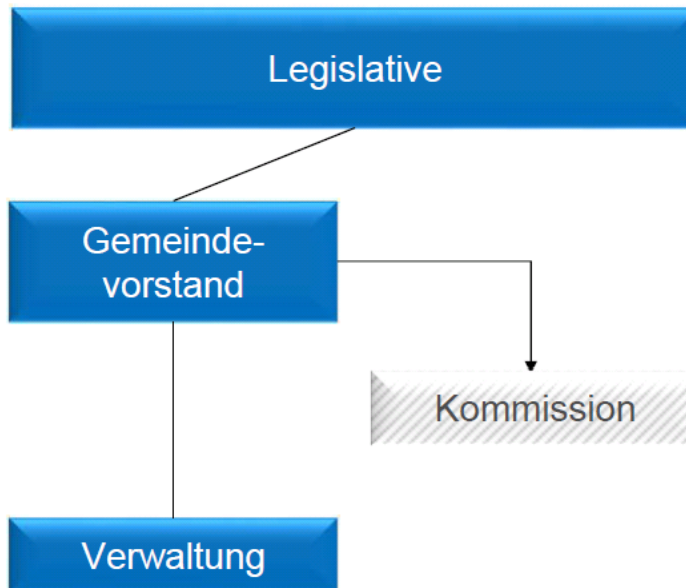 Legislative
Gemeinde-
vorstand
Kommission
Verwaltung